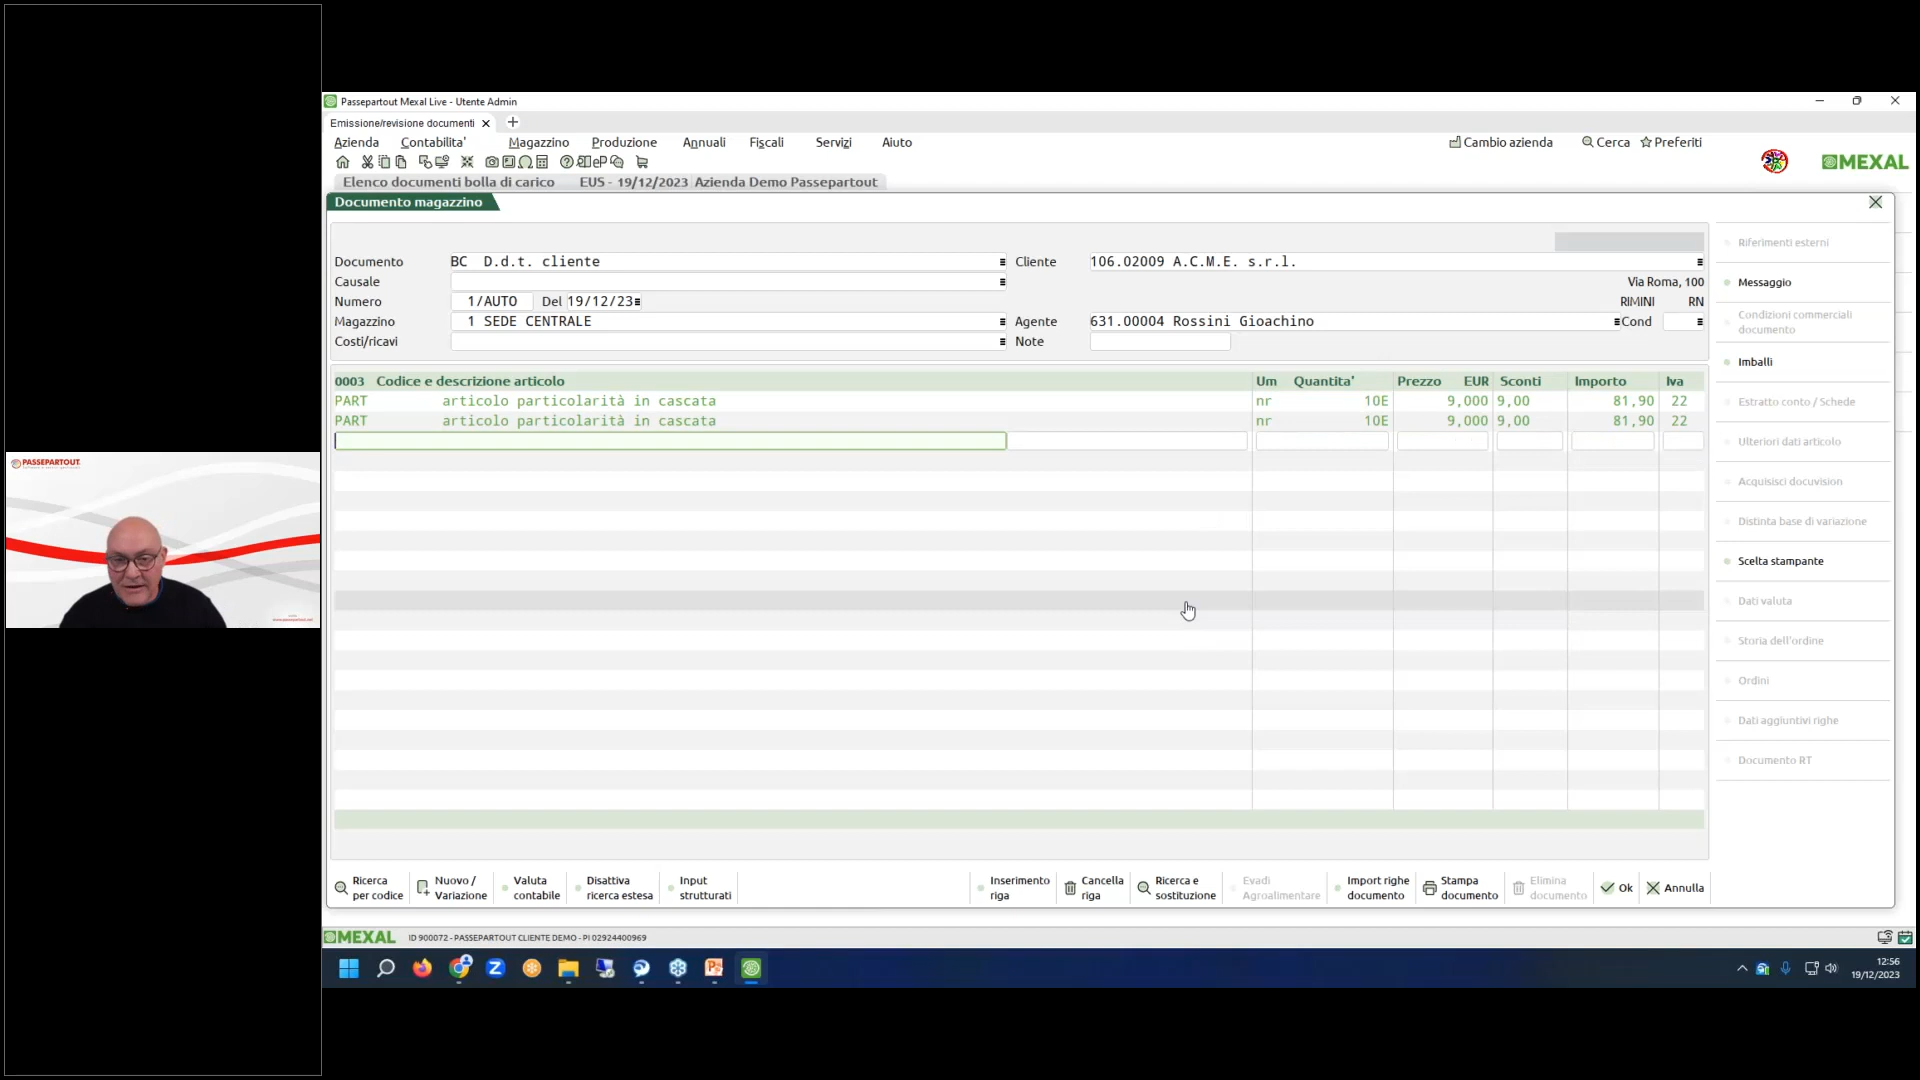 Passepartout Mexal Live - Utente Admin
Emissione/revisione documenti
Azienda Contabilita' Magazzino Produzione Annuali Fiscali Servizi Aiuto Cambio azienda Cerca Preferiti
MEXAL
Elenco documenti bolla di carico EUS - 19/12/2023 Azienda Demo Passepartout
Documento magazzino
Documento BC D.d.t. cliente Cliente 106.02009 A.C.M.E. s.r.l.
Causale Via Roma, 100
Numero 1/AUTO Del 19/12/23 RIMINI RN
Magazzino 1 SEDE CENTRALE Agente 631.00004 Rossini Gioachino Cond
Costi/ricavi Note
0003 Codice e descrizione articolo Um Quantita' Prezzo EUR Sconti Importo Iva
PART articolo particolarità in cascata nr 10E 9,000 9,00 81,90 22
PART articolo particolarità in cascata nr 10E 9,000 9,00 81,90 22
Riferimenti esterni
Messaggio
Condizioni commerciali
documento
Imballi
Estratto conto / Schede
Ulteriori dati articolo
Acquisisci docuvision
Distinta base di variazione
Scelta stampante
Dati valuta
Storia dell'ordine
Ordini
Dati aggiuntivi righe
Documento RT
PASSEPARTOUT
Ricerca
per codice
Nuovo /
Variazione
Valuta
contabile
Disattiva
ricerca estesa
Input
strutturati
Inserimento
riga
Cancella
riga
Ricerca e
sostituzione
Evadi
Agroalimentare
Import righe
documento
Stampa
documento
Elimina
documento
Ok
Annulla
MEXAL ID 900072 - PASSEPARTOUT CLIENTE DEMO - PI 02924400969
12:56
19/12/2023